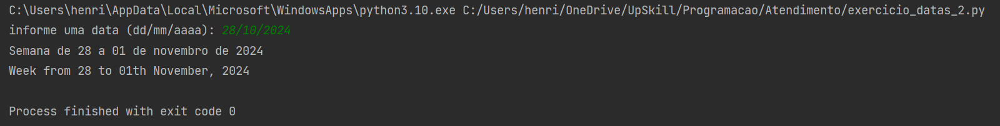 C:\Users\henri\AppData\Local\Microsoft\WindowsApps\python3.10.exe C:/Users/henri/OneDrive/UpSkill/Programacao/Atendimento/exercicio_datas_2.py
informe uma data (dd/mm/aaaa): 28/10/2024
Semana de 28 a 01 de novembro de 2024
Week from 28 to 01th November, 2024
Process finished with exit code 0